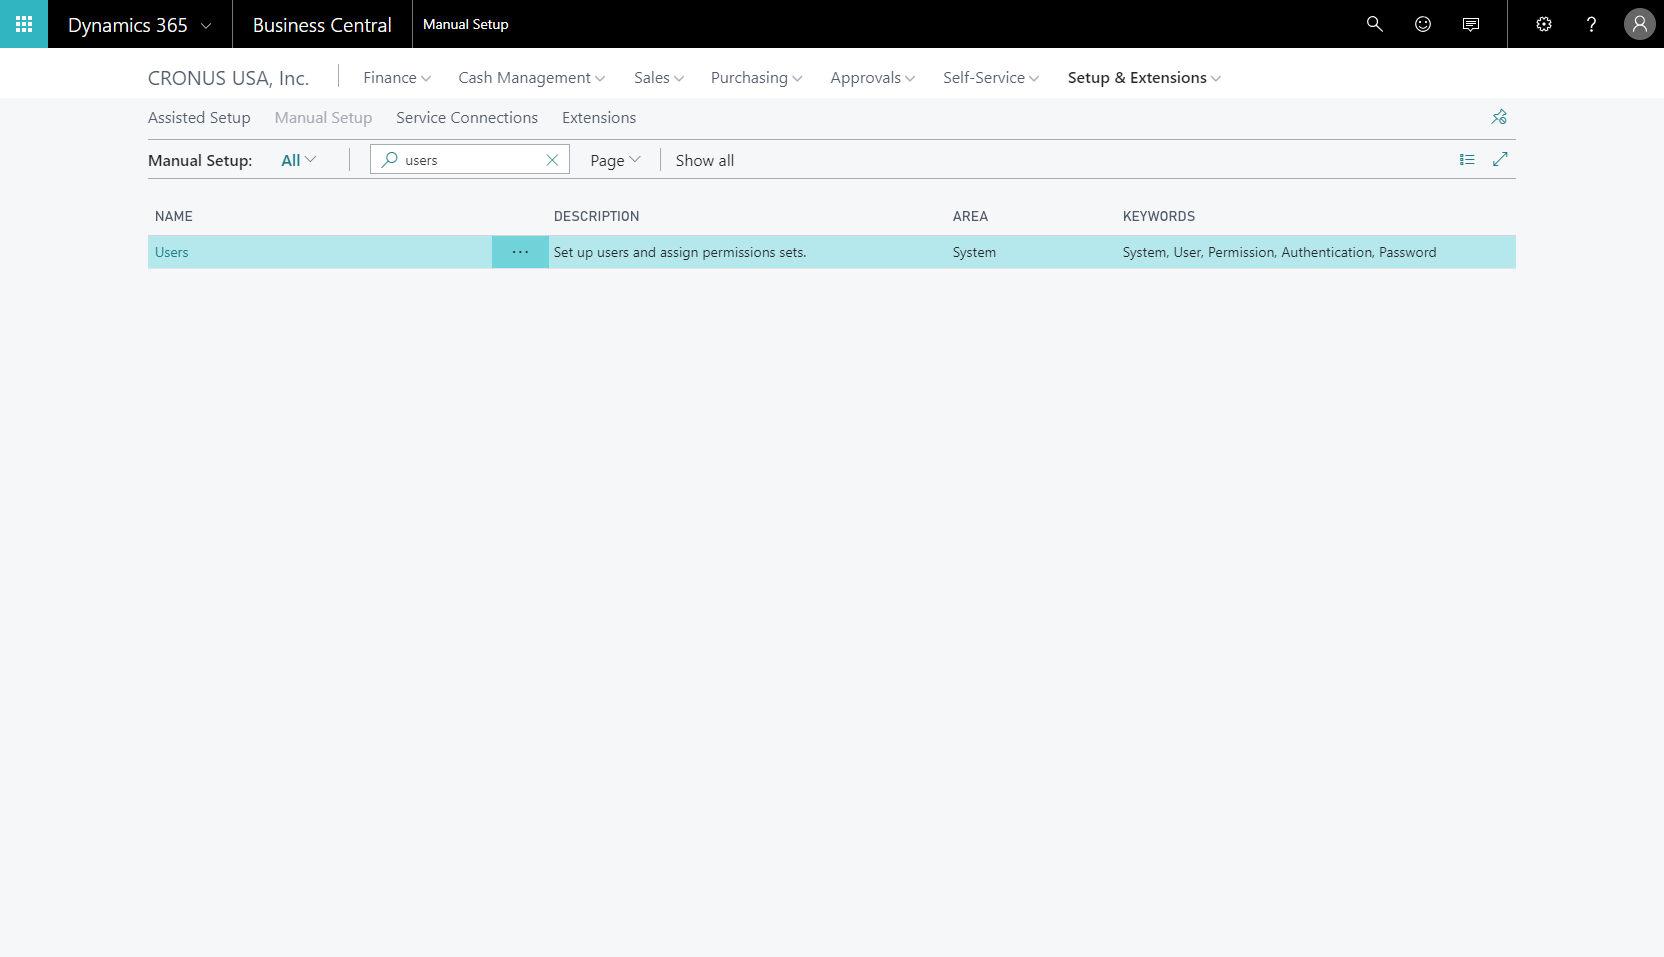 Dynamics 365 Business Central Manual Setup ?
CRONUS USA, Inc. Finance Cash Management Sales Purchasing Approvals Self-Service Setup & Extensions
Assisted Setup Manual Setup Service Connections Extensions
Manual Setup: All users Page Show all
NAME DESCRIPTION AREA KEYWORDS
Users ... Set up users and assign permissions sets. System System, User, Permission, Authentication, Password